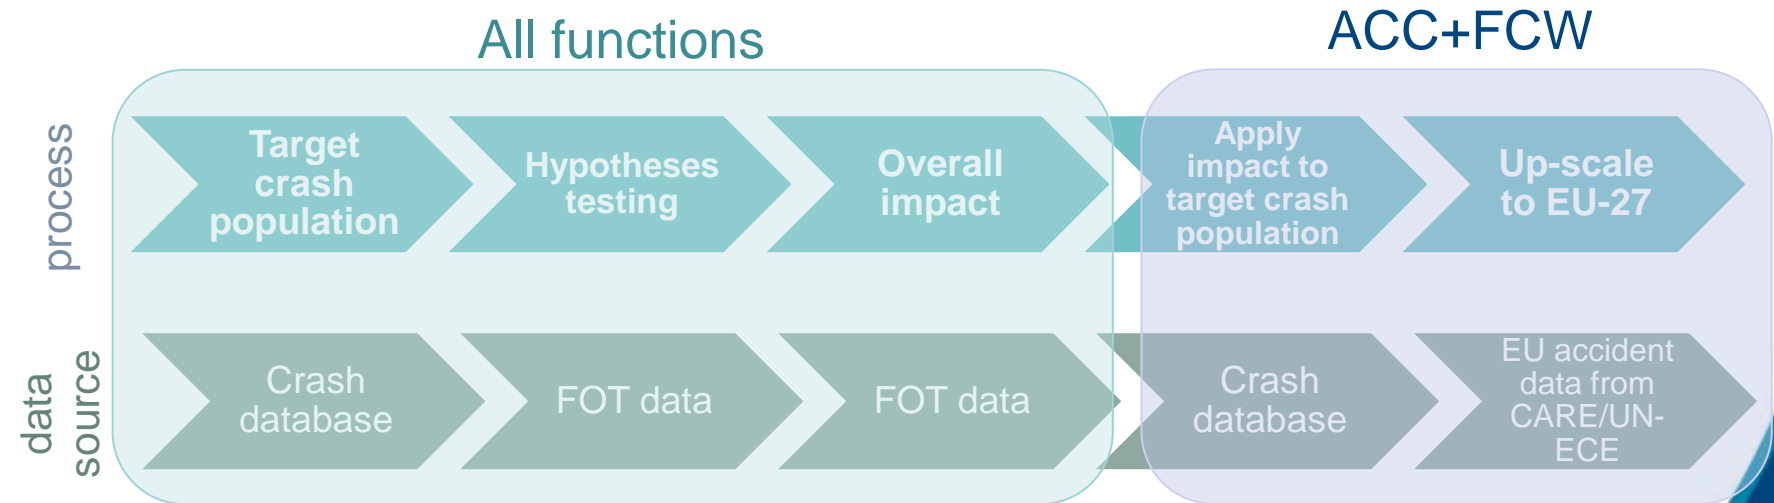 All functions
ACC+FCW
process
Target
crash
population
Hypotheses
testing
Overall
impact
Apply
impact to
target crash
population
Up-scale
to EU-27
data
source
Crash
database
FOT data
FOT data
Crash
database
EU accident
data from
CARE/UN-
ECE